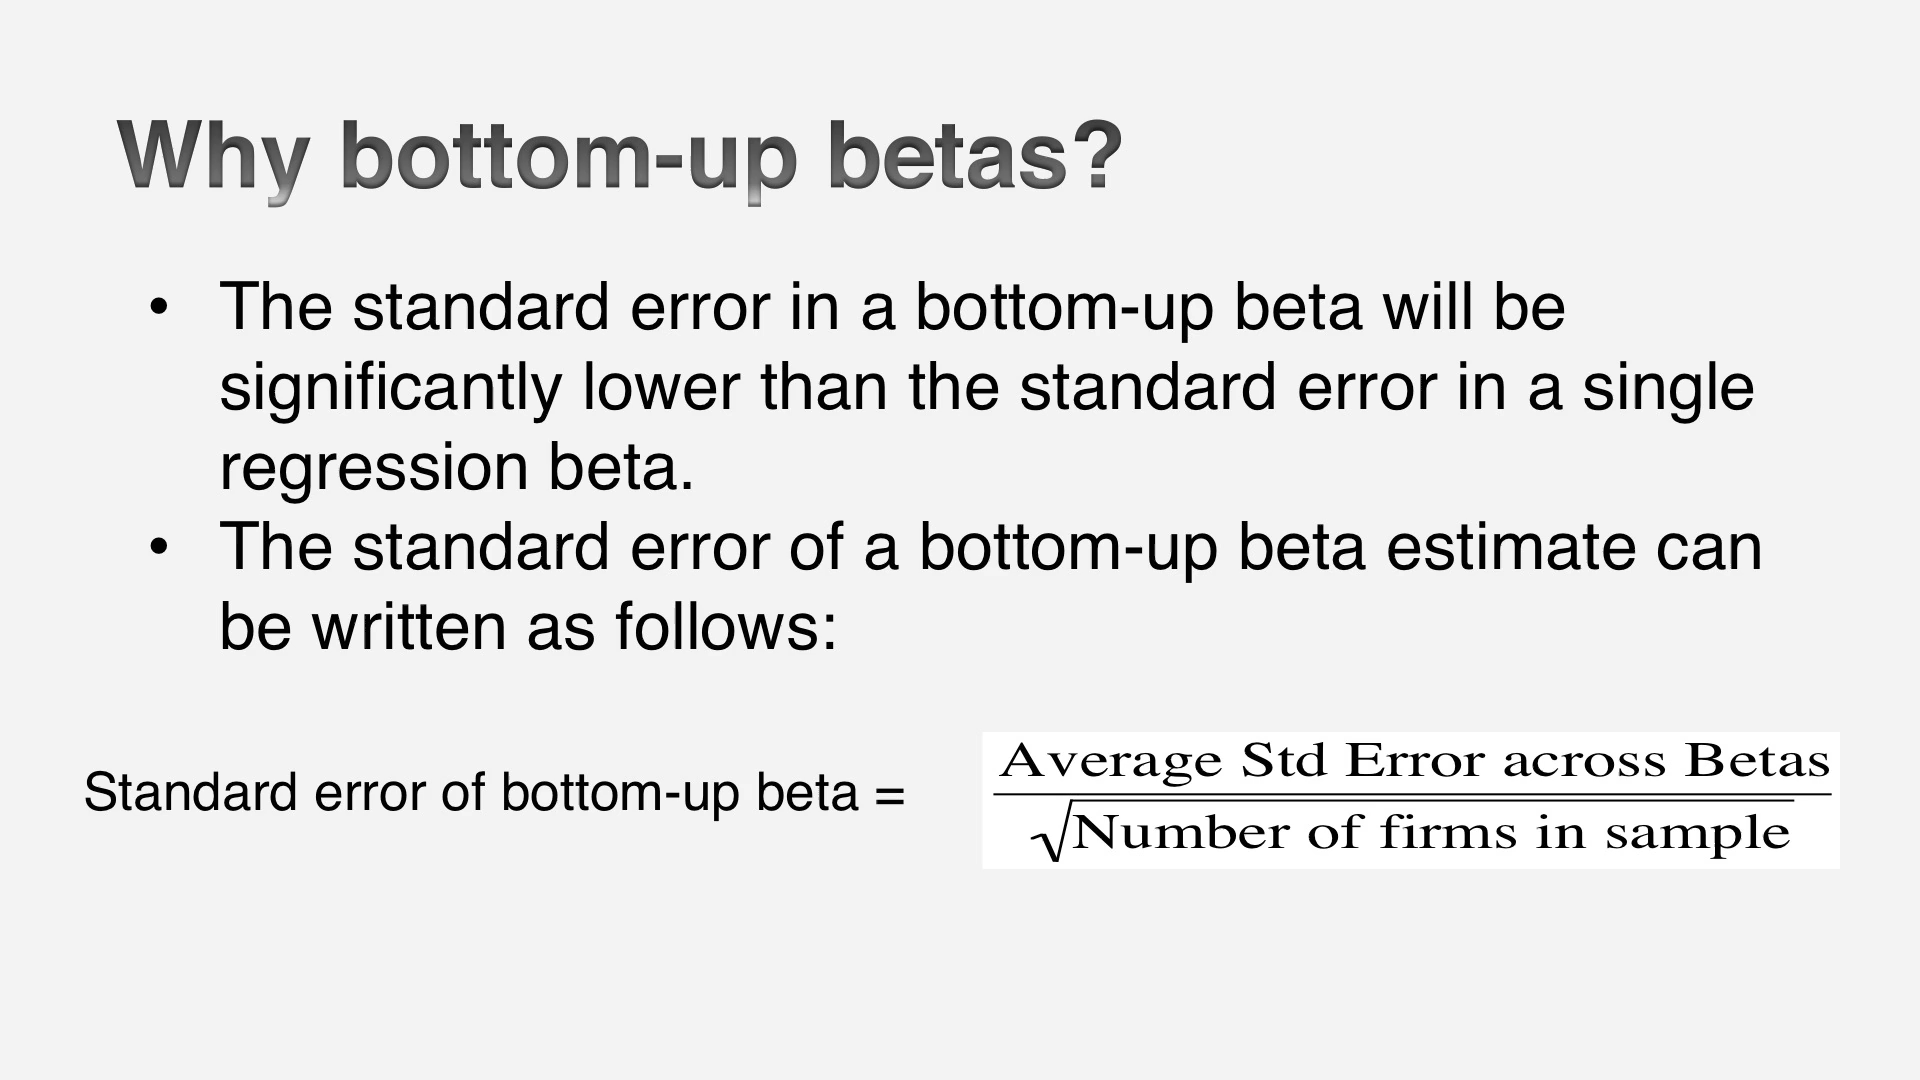 Why bottom-up betas?
• The standard error in a bottom-up beta will be
significantly lower than the standard error in a single
regression beta.
• The standard error of a bottom-up beta estimate can
be written as follows:
Standard error of bottom-up beta =
Average Std Error across Betas
√Number of firms in sample